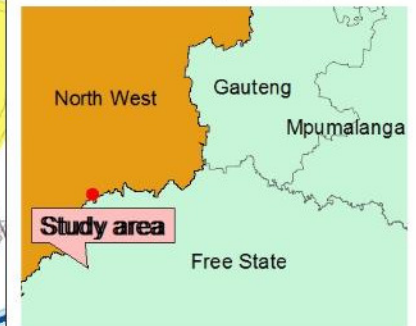 Gauteng
North West
Mpumalanga
Study area
Free State